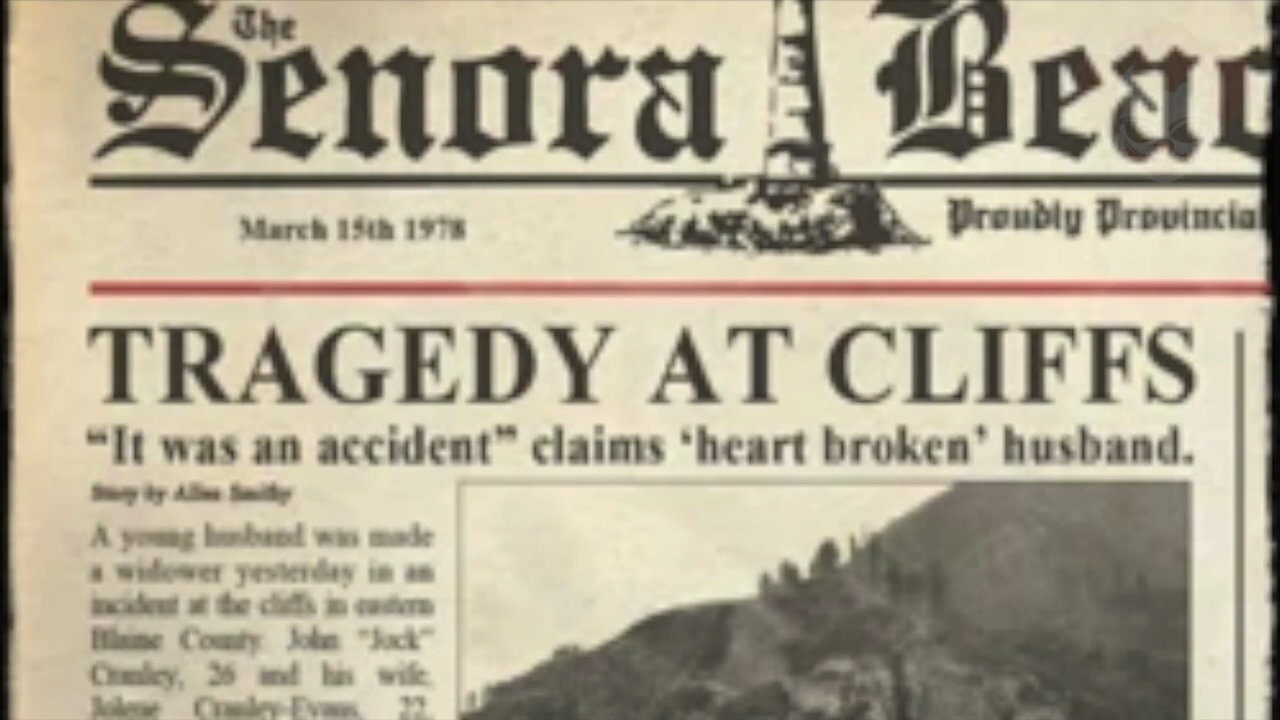 The
Senora Beac
March 15th 1978
Proudly Provincial
TRAGEDY AT CLIFFS
“It was an accident” claims ‘heart broken’ husband.
Story by Allen Smithy
A young husband was made
a widower yesterday in an
incident at the cliffs in eastern
Blaine County. John "Jock"
Cranley, 26 and his wife,
Jolene Cranley-Evans, 22,